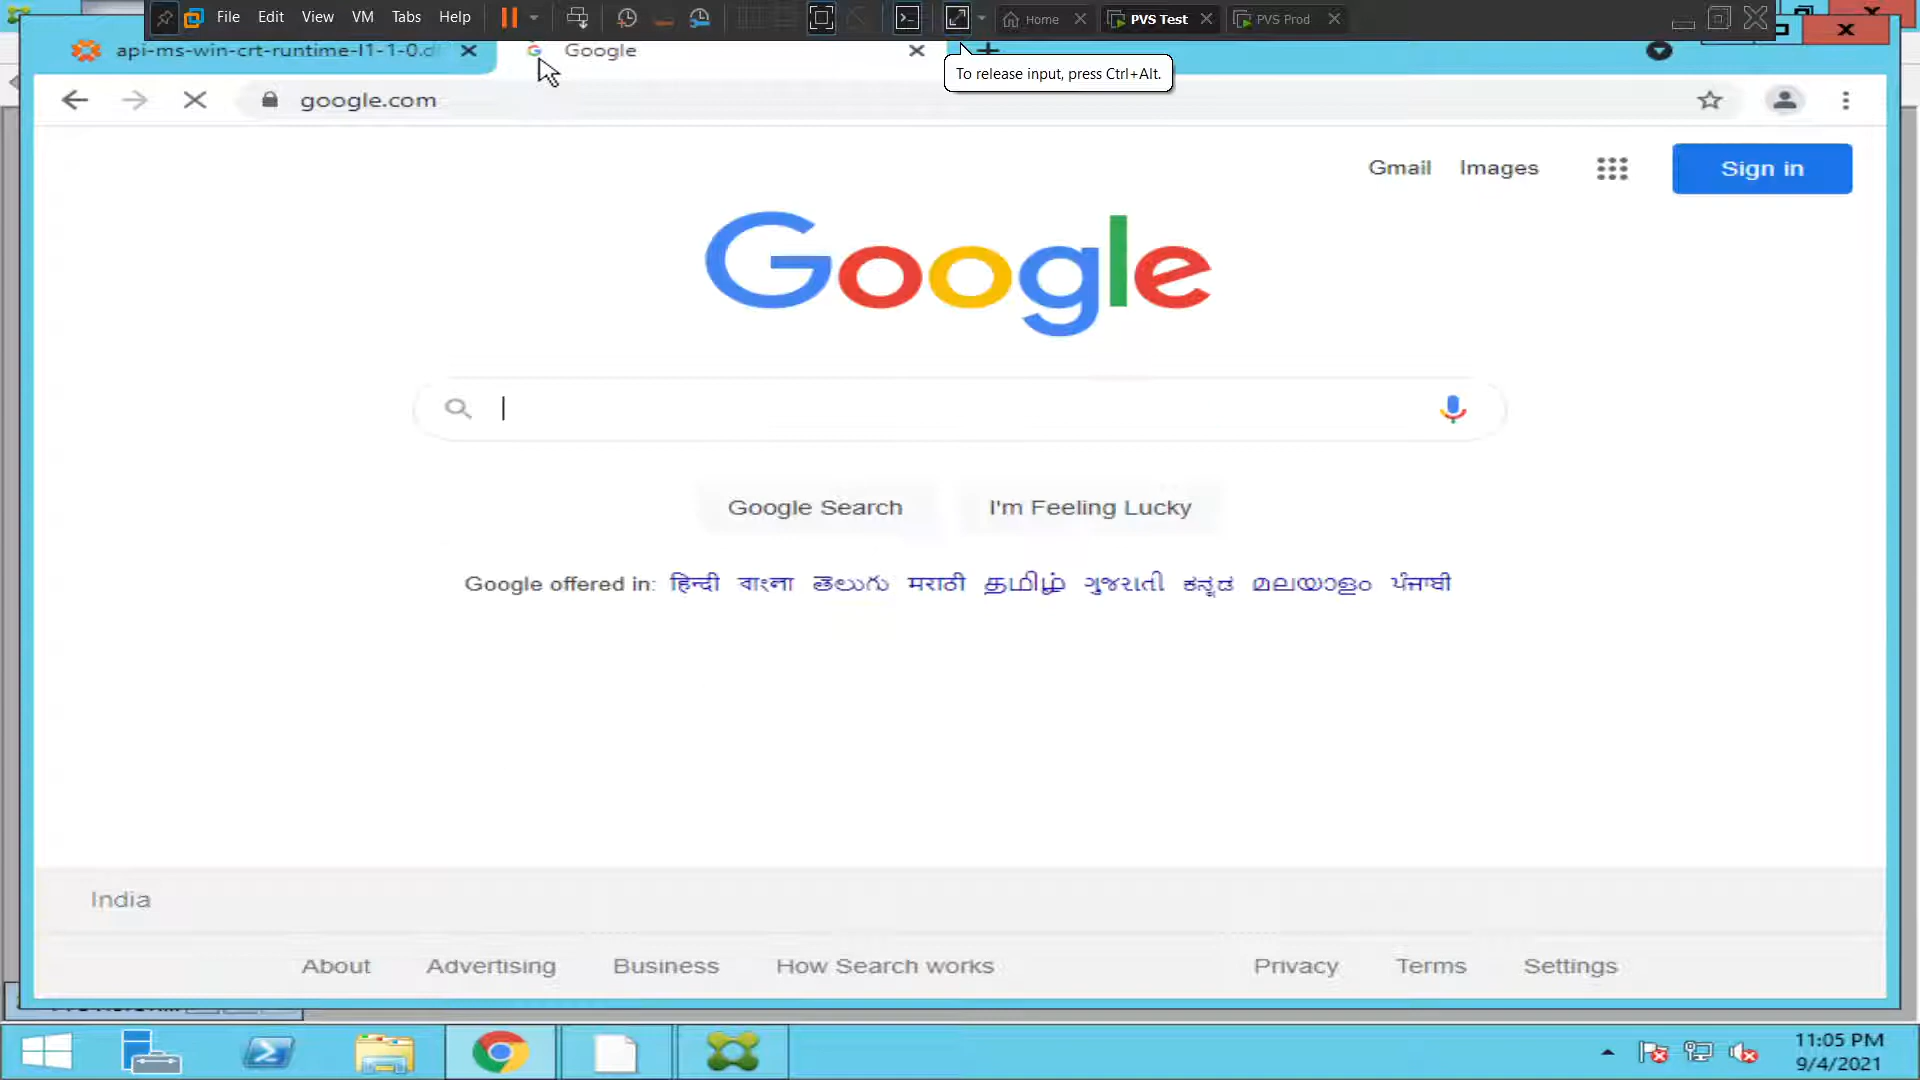 File Edit View VM Tabs Help
Home
PVS Test
PVS Prod
api-ms-win-crt-runtime-l1-1-0.d
Google
To release input, press Ctrl+Alt.
google.com
Gmail Images Sign in
Google
Google Search I'm Feeling Lucky
Google offered in: हिन्दी বাংলা తెలుగు मराठी தமிழ் ગુજરાતી ಕನ್ನಡ മലയാളം ਪੰਜਾਬੀ
India
About Advertising Business How Search works Privacy Terms Settings
11:05 PM
9/4/2021